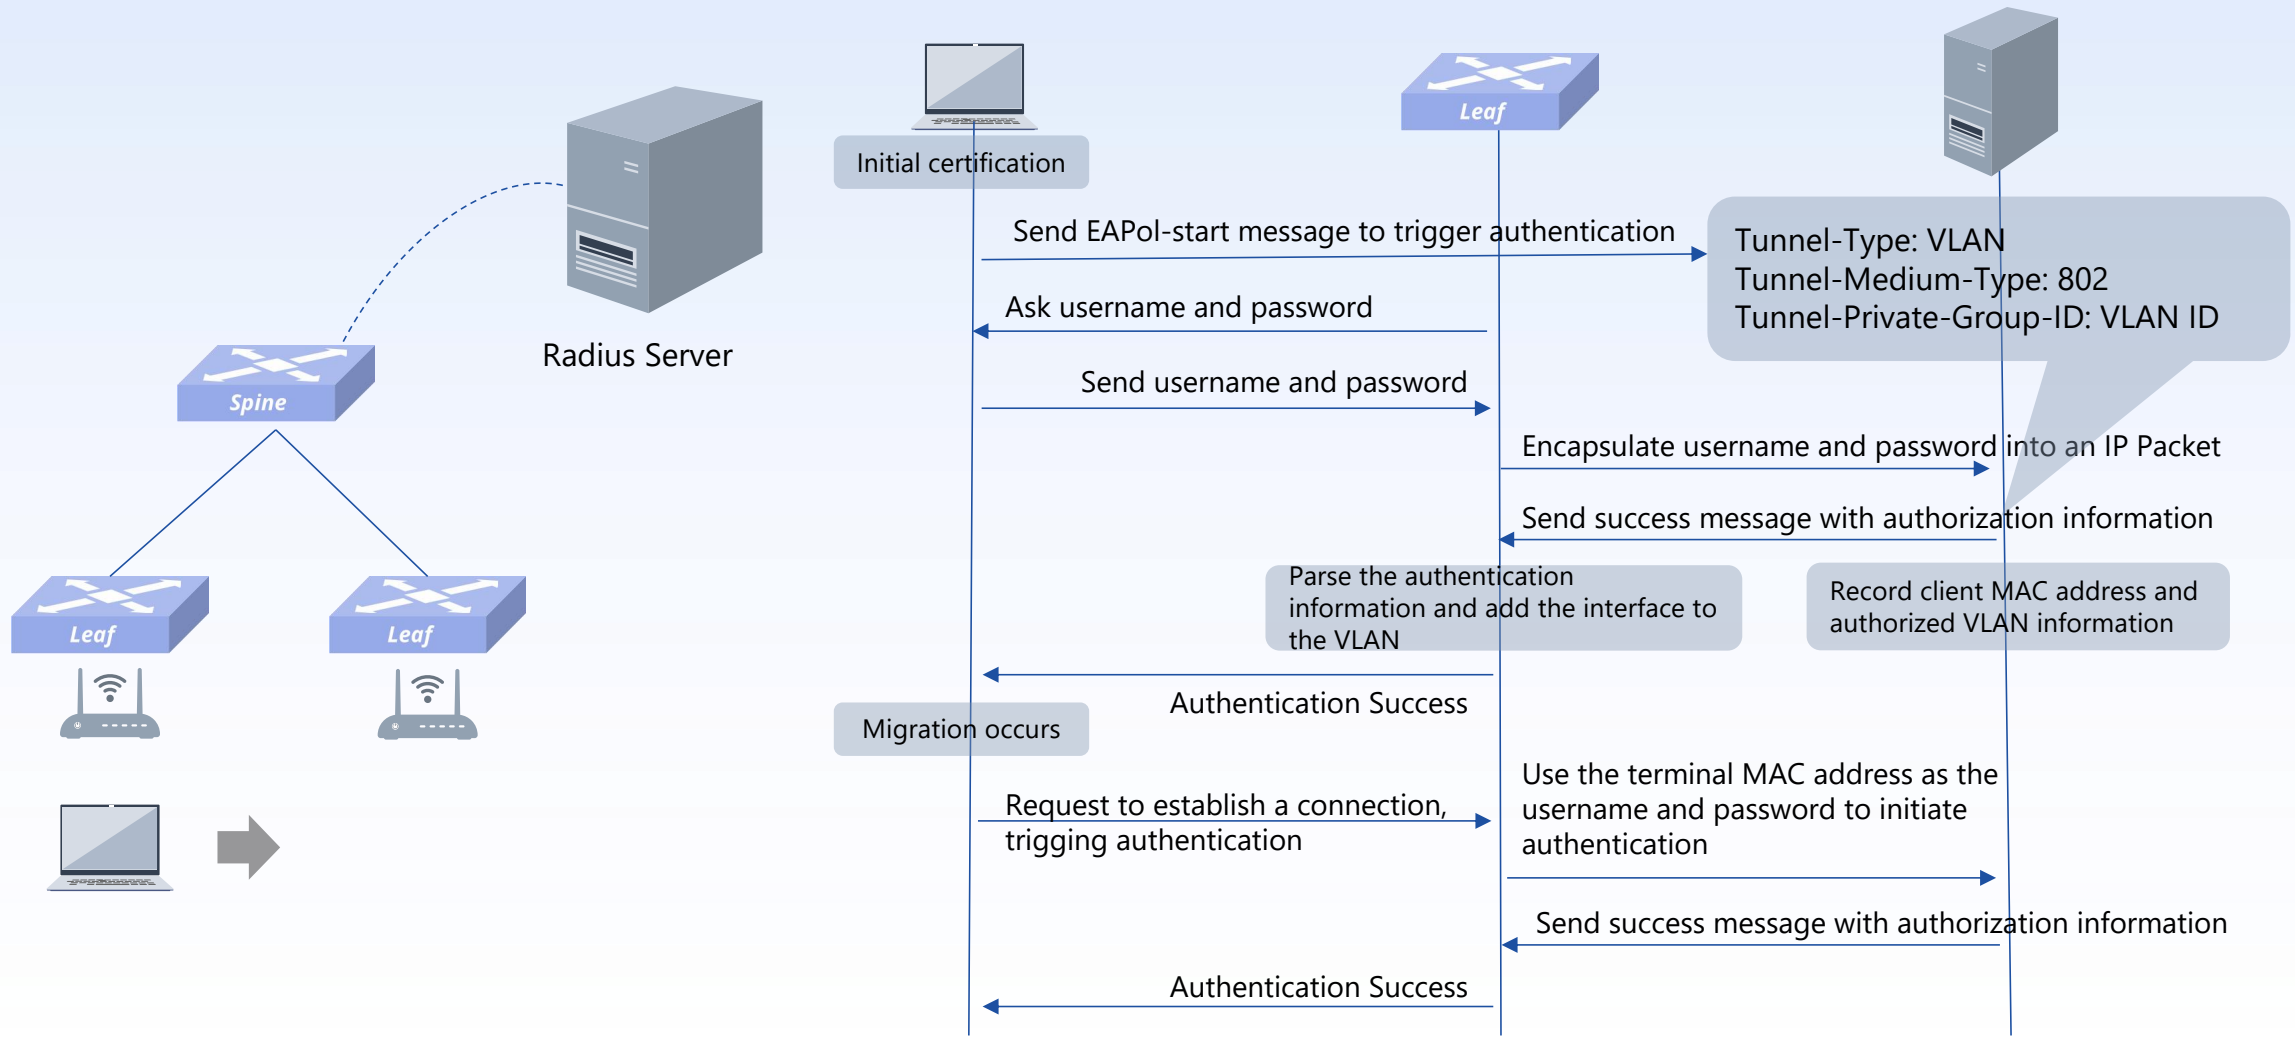 Radius Server
Spine
Leaf
Leaf
Leaf
Initial certification
Send EAPol-start message to trigger authentication
Tunnel-Type: VLAN
Tunnel-Medium-Type: 802
Tunnel-Private-Group-ID: VLAN ID
Ask username and password
Send username and password
Encapsulate username and password into an IP Packet
Send success message with authorization information
Parse the authentication
information and add the interface to
the VLAN
Record client MAC address and
authorized VLAN information
Authentication Success
Migration occurs
Request to establish a connection,
trigging authentication
Use the terminal MAC address as the
username and password to initiate
authentication
Send success message with authorization information
Authentication Success